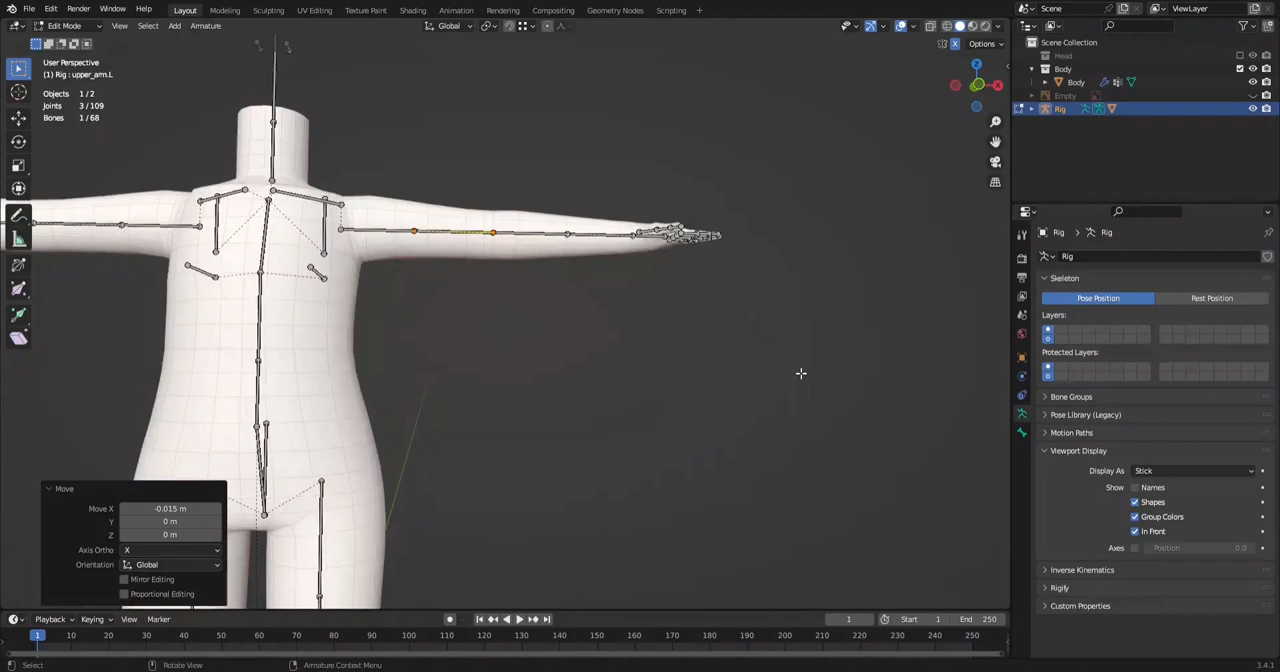 File Edit Render Window Help
Layout Modeling Sculpting UV Editing Texture Paint Shading Animation Rendering Compositing Geometry Nodes Scripting
Scene
ViewLayer
Edit Mode View Select Add Armature
Global
X
Options
User Perspective
(1) Rig : upper_arm.L
Objects 1/2
Joints 3/109
Bones 1/68
Z
X
Scene Collection
Head
Body
Body
Empty
Rig
Rig > Rig
Rig
Skeleton
Pose Position Rest Position
Layers:
Protected Layers:
Bone Groups
Pose Library (Legacy)
Motion Paths
Viewport Display
Display As Stick
Show Names
Shapes
Group Colors
In Front
Axes Position 0.0
Inverse Kinematics
Rigify
Custom Properties
Move
Move X -0.015 m
Y 0 m
Z 0 m
Axis Ortho X
Orientation Global
Mirror Editing
Proportional Editing
Playback Keying View Marker
1
Start 1
End 250
1 10 20 30 40 50 60 70 80 90 100 110 120 130 140 150 160 170 180 190 200 210 220 230 240 250
Select Rotate View Armature Context Menu
3.4.1